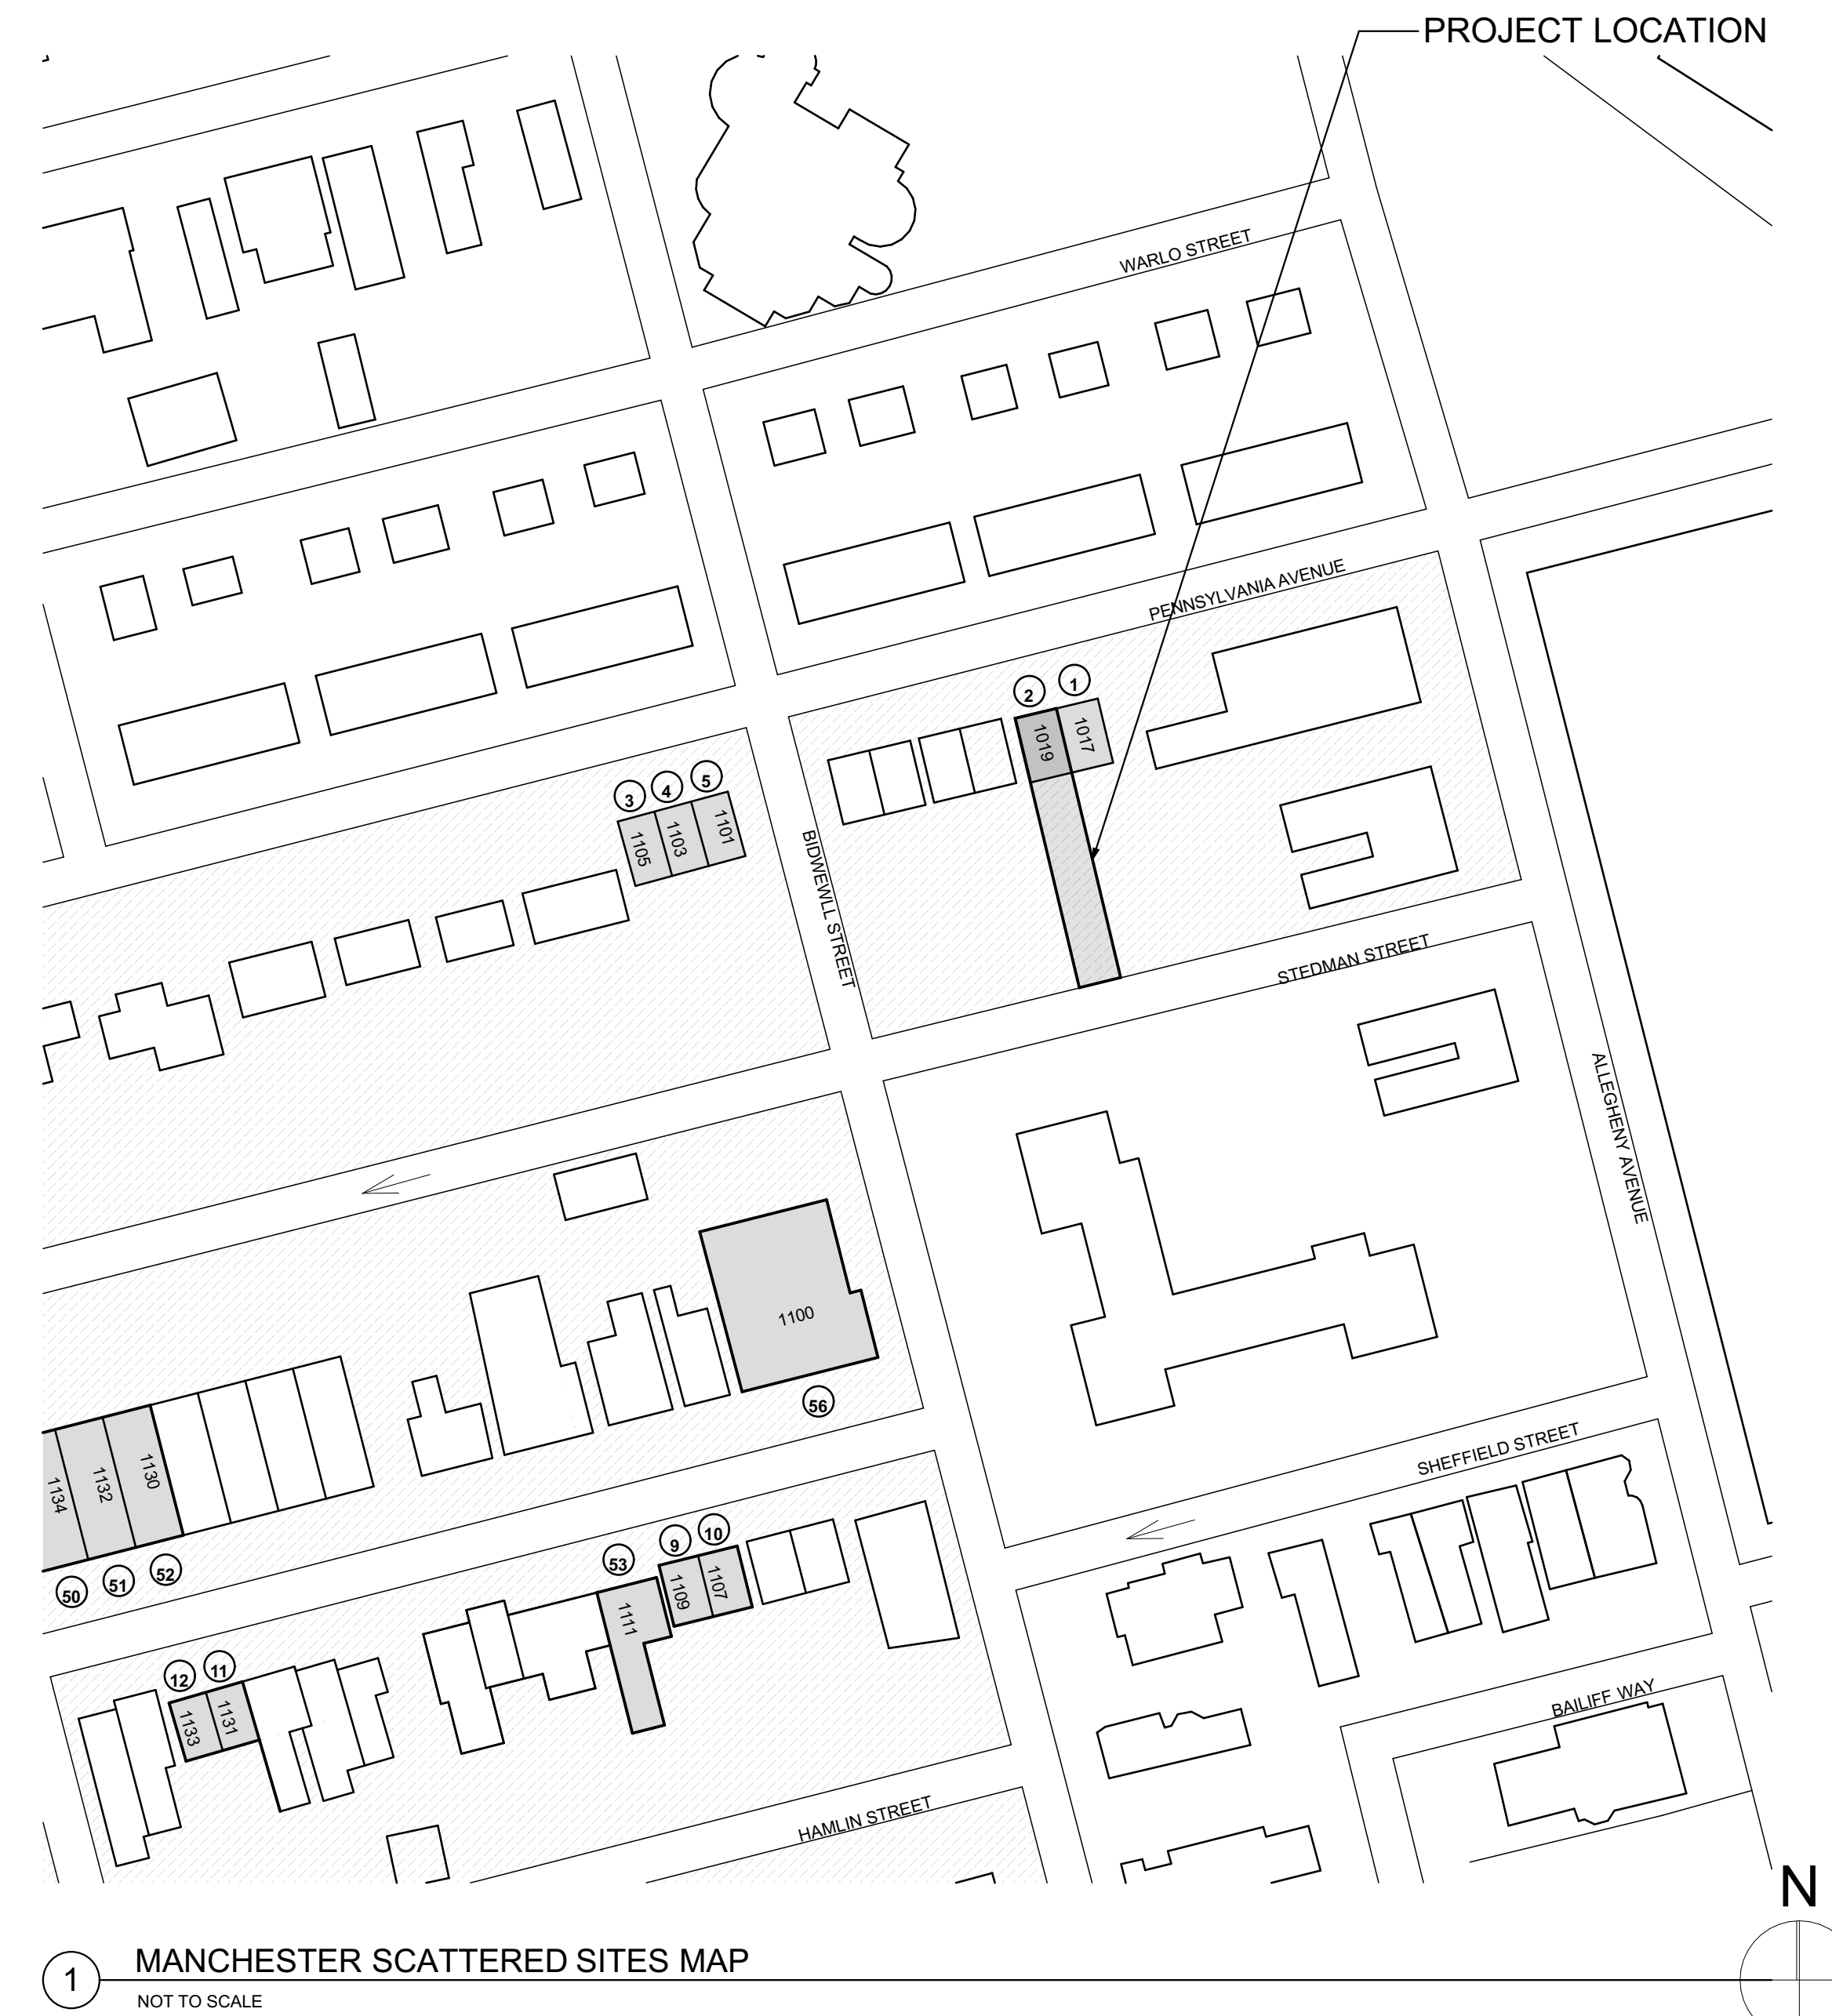 PROJECT LOCATION
WARLO STREET
PENNSYLVANIA AVENUE
2
1
1019
1017
3
4
5
1105
1103
1101
BIDWEWLL STREET
STEDMAN STREET
ALLEGHENY AVENUE
1100
56
SHEFFIELD STREET
1134
1132
1130
50
51
52
53
9
10
1111
1109
1107
12
11
1133
1131
BAILIFF WAY
HAMLIN STREET
N
1
MANCHESTER SCATTERED SITES MAP
NOT TO SCALE